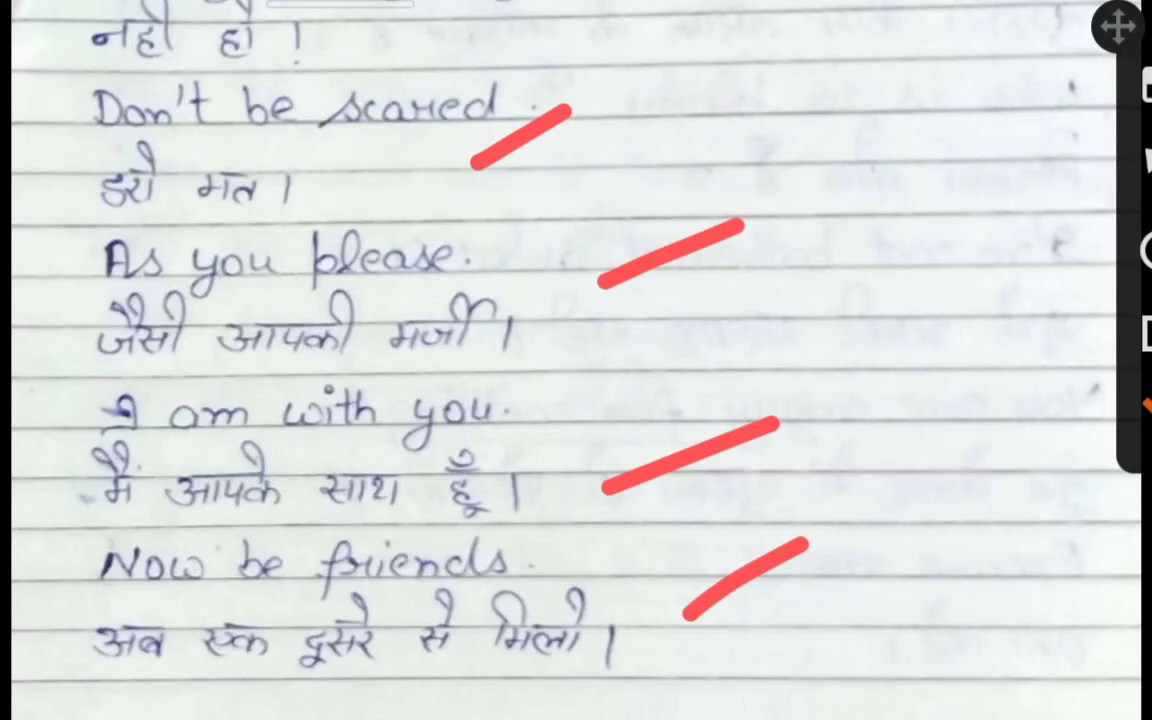 नही हो !
Don't be scared.
डरो मत ।
As you please.
जैसी आपकी मर्जी ।
I am with you.
मैं आपके साथ हूँ ।
Now be friends.
अब एक दूसरे से मिलो ।